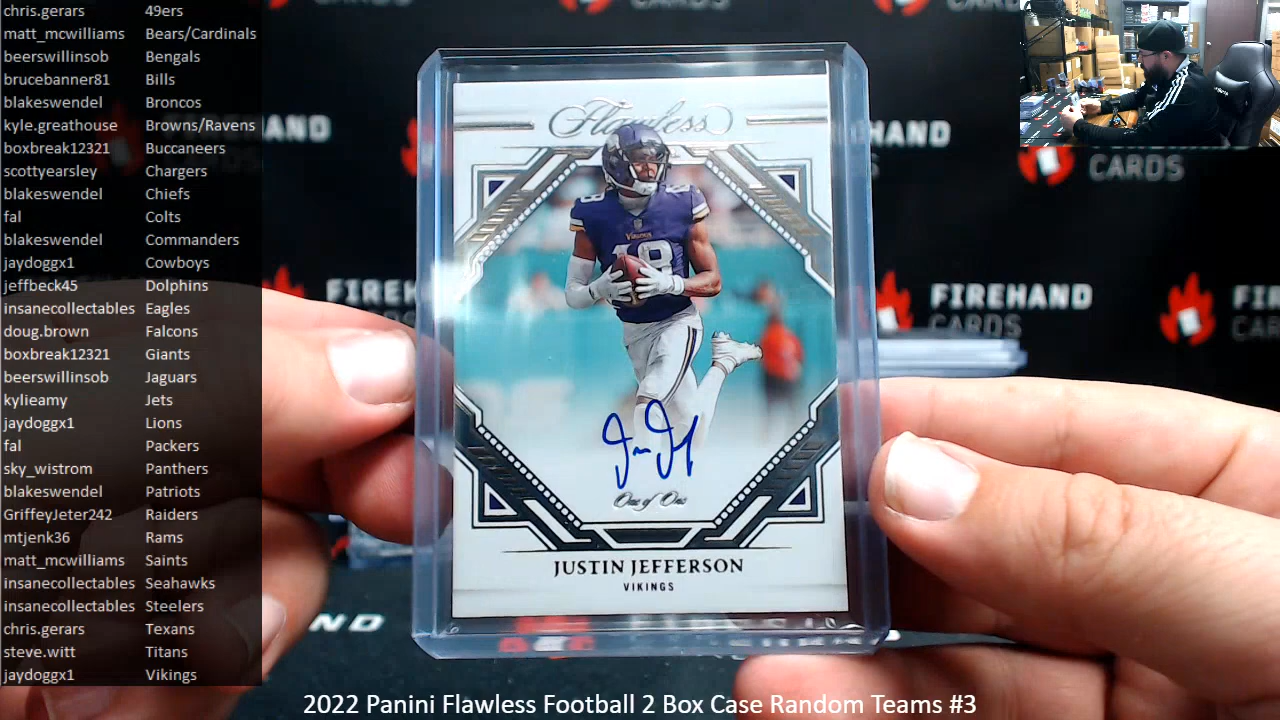 chris.gerars 49ers
matt_mcwilliams Bears/Cardinals
beerswillinsob Bengals
brucebanner81 Bills
blakeswendel Broncos
kyle.greathouse Browns/Ravens
boxbreak12321 Buccaneers
scottyearsley Chargers
blakeswendel Chiefs
fal Colts
blakeswendel Commanders
jaydoggx1 Cowboys
jeffbeck45 Dolphins
insanecollectables Eagles
doug.brown Falcons
boxbreak12321 Giants
beerswillinsob Jaguars
kylieamy Jets
jaydoggx1 Lions
fal Packers
sky_wistrom Panthers
blakeswendel Patriots
GriffeyJeter242 Raiders
mtjenk36 Rams
matt_mcwilliams Saints
insanecollectables Seahawks
insanecollectables Steelers
chris.gerars Texans
steve.witt Titans
jaydoggx1 Vikings
Flawless
VIKINGS
18
One of One
JUSTIN JEFFERSON
VIKINGS
FIREHAND
CARDS
2022 Panini Flawless Football 2 Box Case Random Teams #3